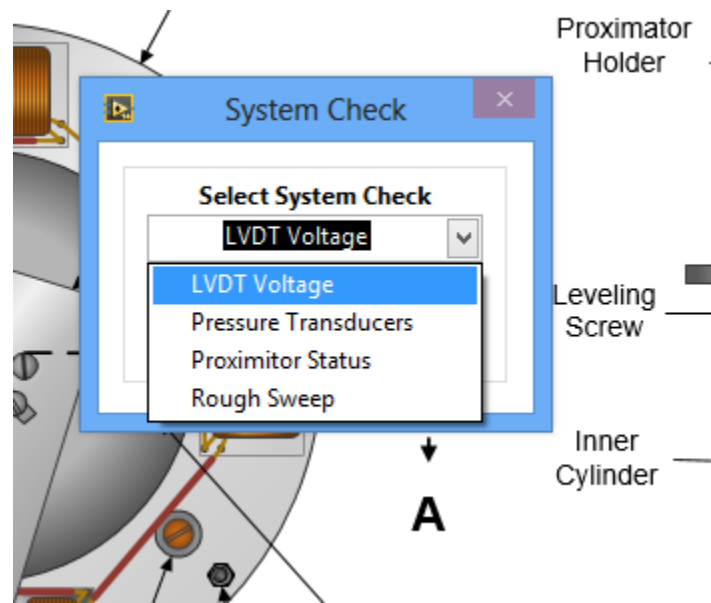 Proximator
Holder
System Check
Select System Check
LVDT Voltage
LVDT Voltage
Pressure Transducers
Proximitor Status
Rough Sweep
Leveling
Screw
Inner
Cylinder
A